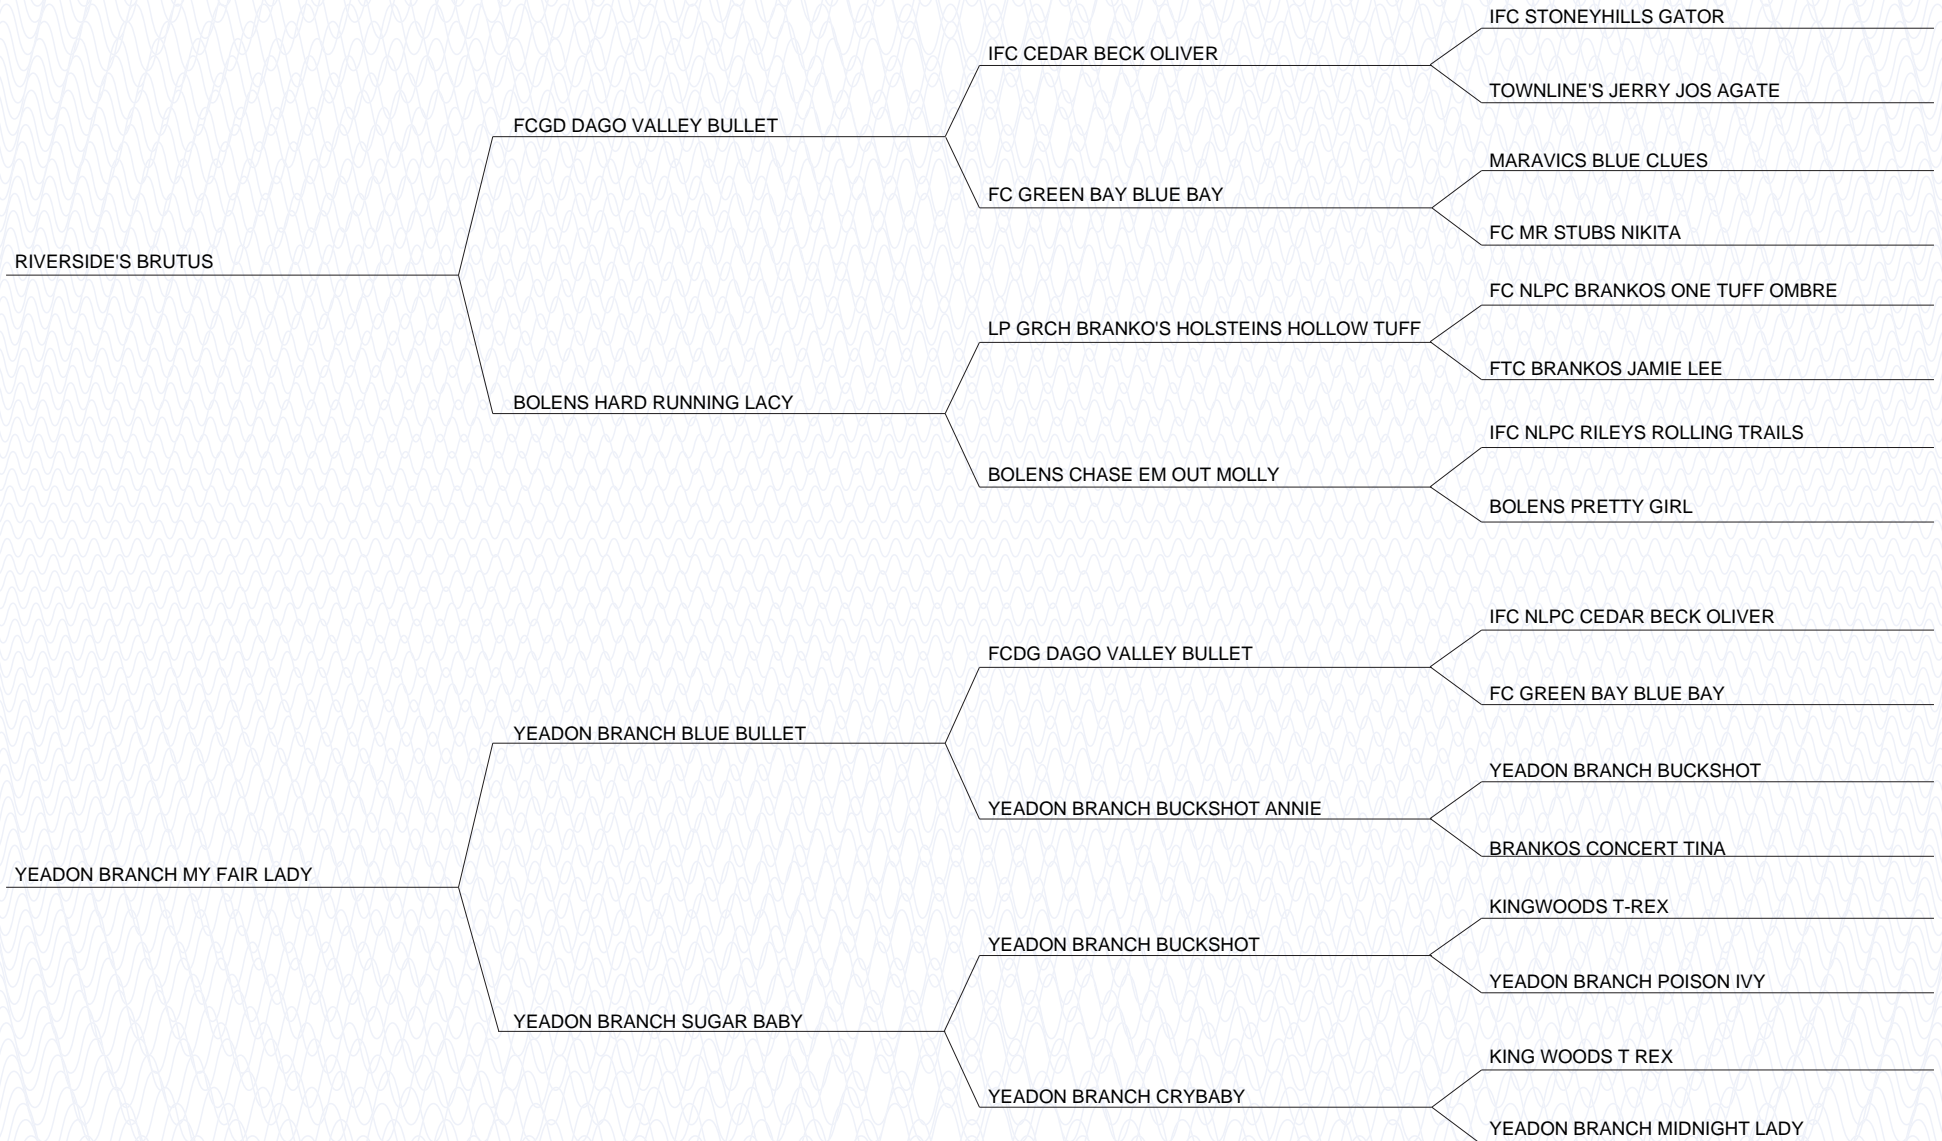 IFC STONEYHILLS GATOR
IFC CEDAR BECK OLIVER
TOWNLINE'S JERRY JOS AGATE
FCGD DAGO VALLEY BULLET
MARAVICS BLUE CLUES
FC GREEN BAY BLUE BAY
FC MR STUBS NIKITA
RIVERSIDE'S BRUTUS
FC NLPC BRANKOS ONE TUFF OMBRE
LP GRCH BRANKO'S HOLSTEINS HOLLOW TUFF
FTC BRANKOS JAMIE LEE
BOLENS HARD RUNNING LACY
IFC NLPC RILEYS ROLLING TRAILS
BOLENS CHASE EM OUT MOLLY
BOLENS PRETTY GIRL
IFC NLPC CEDAR BECK OLIVER
FCDG DAGO VALLEY BULLET
FC GREEN BAY BLUE BAY
YEADON BRANCH BLUE BULLET
YEADON BRANCH BUCKSHOT
YEADON BRANCH BUCKSHOT ANNIE
BRANKOS CONCERT TINA
YEADON BRANCH MY FAIR LADY
KINGWOODS T-REX
YEADON BRANCH BUCKSHOT
YEADON BRANCH POISON IVY
YEADON BRANCH SUGAR BABY
KING WOODS T REX
YEADON BRANCH CRYBABY
YEADON BRANCH MIDNIGHT LADY